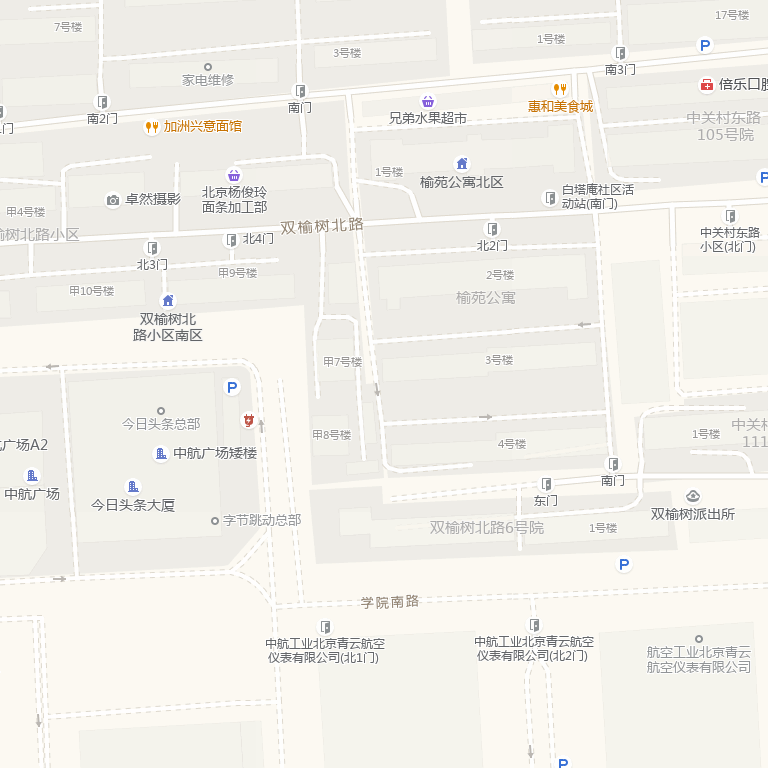 17号楼
7号楼
1号楼
3号楼
P
南3门
家电维修
倍乐口腔
南门
惠和美食城
南2门
兄弟水果超市
中关村东路
105号院
加洲兴意面馆
1号楼
榆苑公寓北区
P
北京杨俊玲
面条加工部
白塔庵社区活
动站(南门)
卓然摄影
甲4号楼
双榆树北路
中关村东路
小区(北门)
树北路小区
北4门
北2门
北3门
甲9号楼
2号楼
甲10号楼
榆苑公寓
双榆树北
路小区南区
甲7号楼
3号楼
P
今日头条总部
中关村
111
甲8号楼
1号楼
广场A2
中航广场矮楼
4号楼
南门
中航广场
今日头条大厦
东门
双榆树派出所
字节跳动总部
双榆树北路6号院
1号楼
P
学院南路
中航工业北京青云航空
仪表有限公司(北1门)
中航工业北京青云航空
仪表有限公司(北2门)
航空工业北京青云
航空仪表有限公司
P